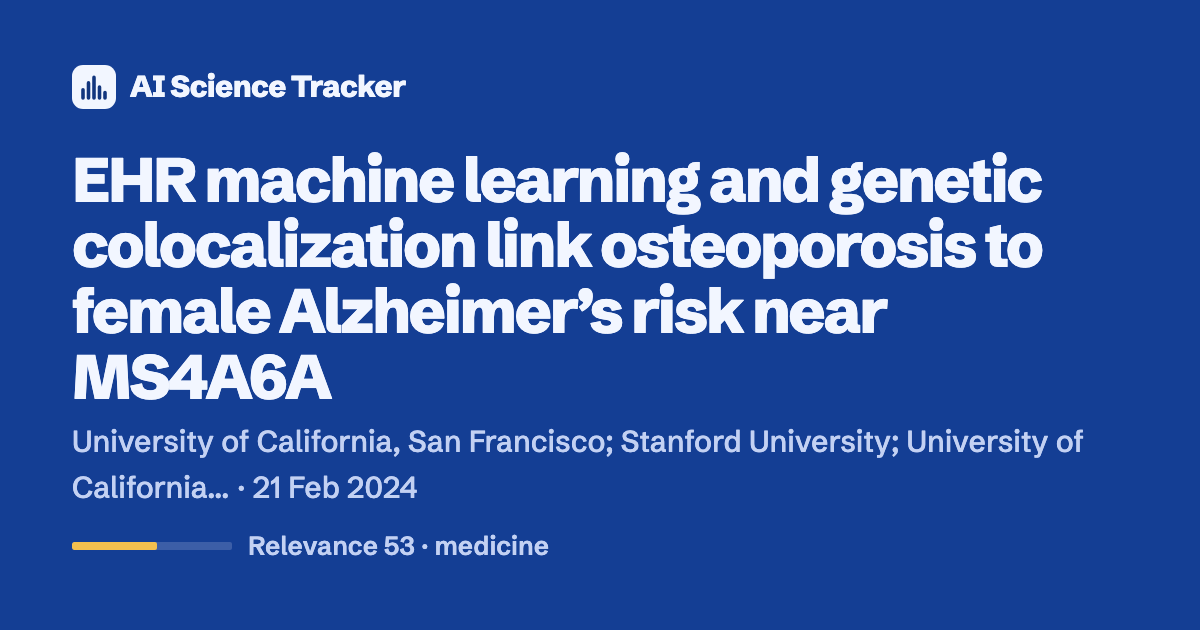 AI Science Tracker
EHR machine learning and genetic
colocalization link osteoporosis to
female Alzheimer’s risk near
MS4A6A
University of California, San Francisco; Stanford University; University of
California… · 21 Feb 2024
Relevance 53 · medicine